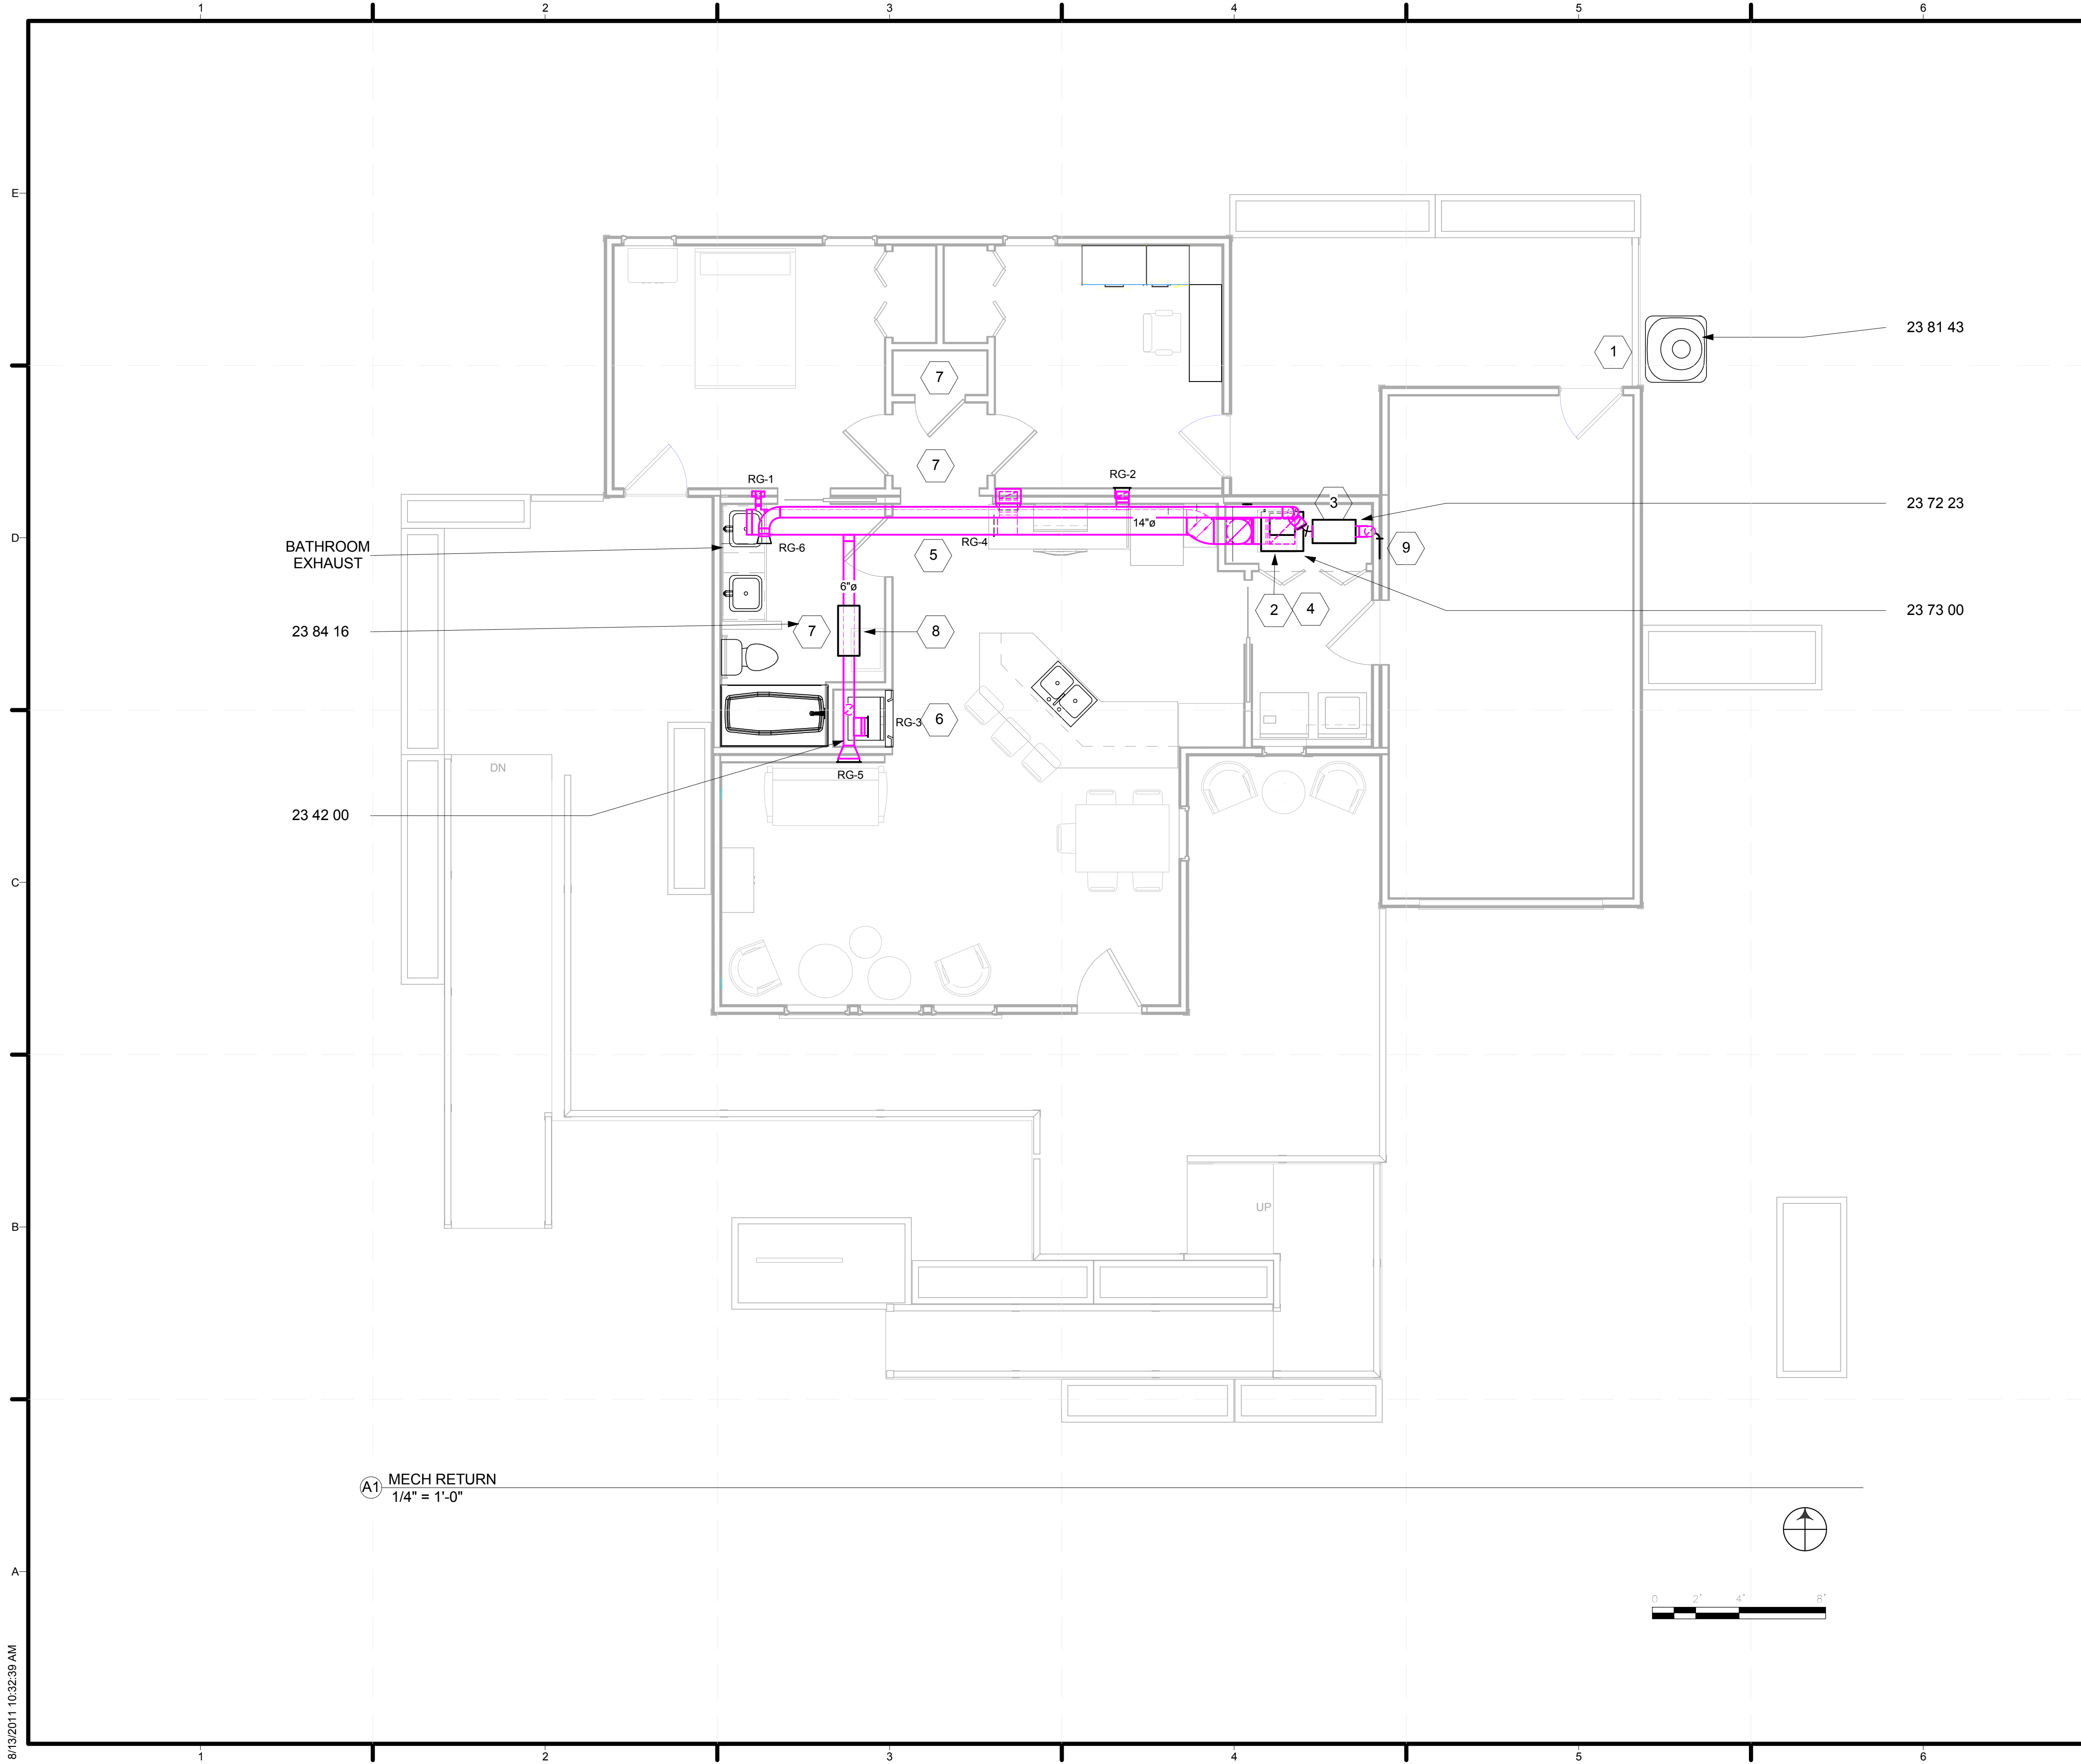 1
2
3
4
5
6
E
23 81 43
1
7
7
RG-1
RG-2
3
23 72 23
14"ø
D
BATHROOM
EXHAUST
RG-6
RG-4
5
9
6"ø
2
4
23 73 00
23 84 16
7
8
RG-3
6
DN
RG-5
23 42 00
C
B
UP
A1
MECH RETURN
1/4" = 1'-0"
A
0
2'
4'
8'
8/13/2011 10:32:39 AM
1
2
3
4
5
6